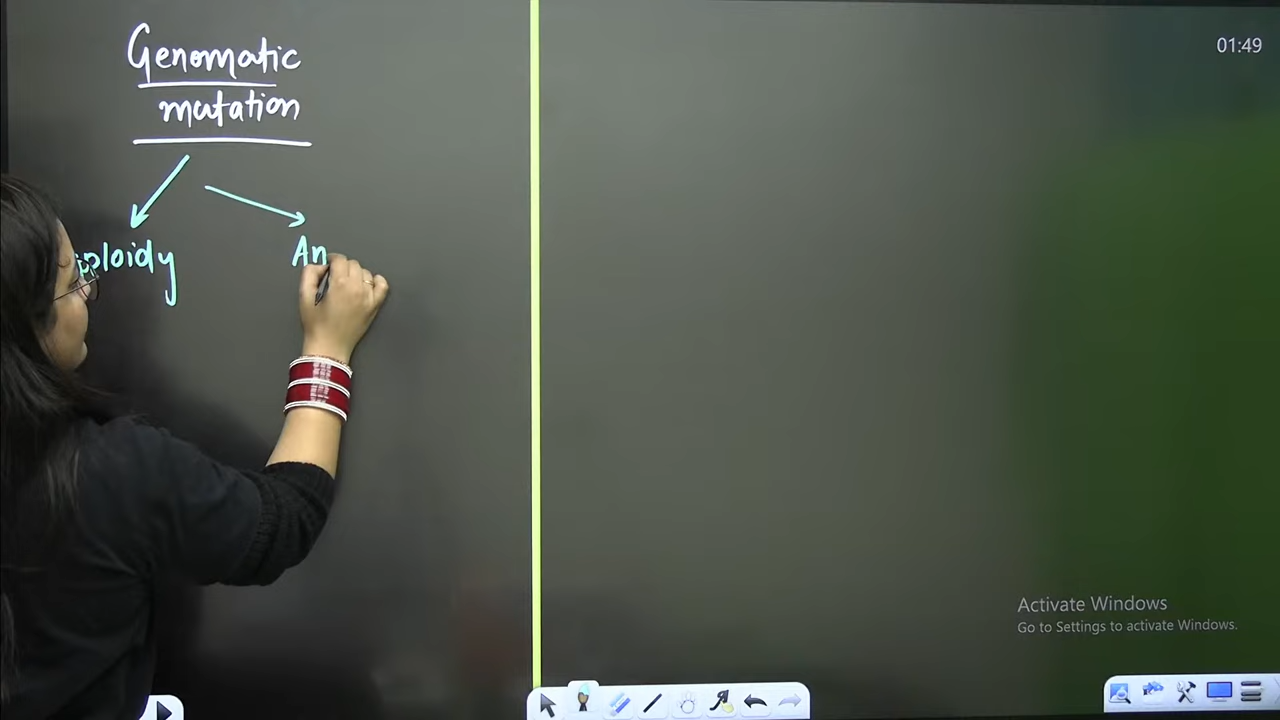 Genomatic
mutation
ploidy
An
01:49
Activate Windows
Go to Settings to activate Windows.